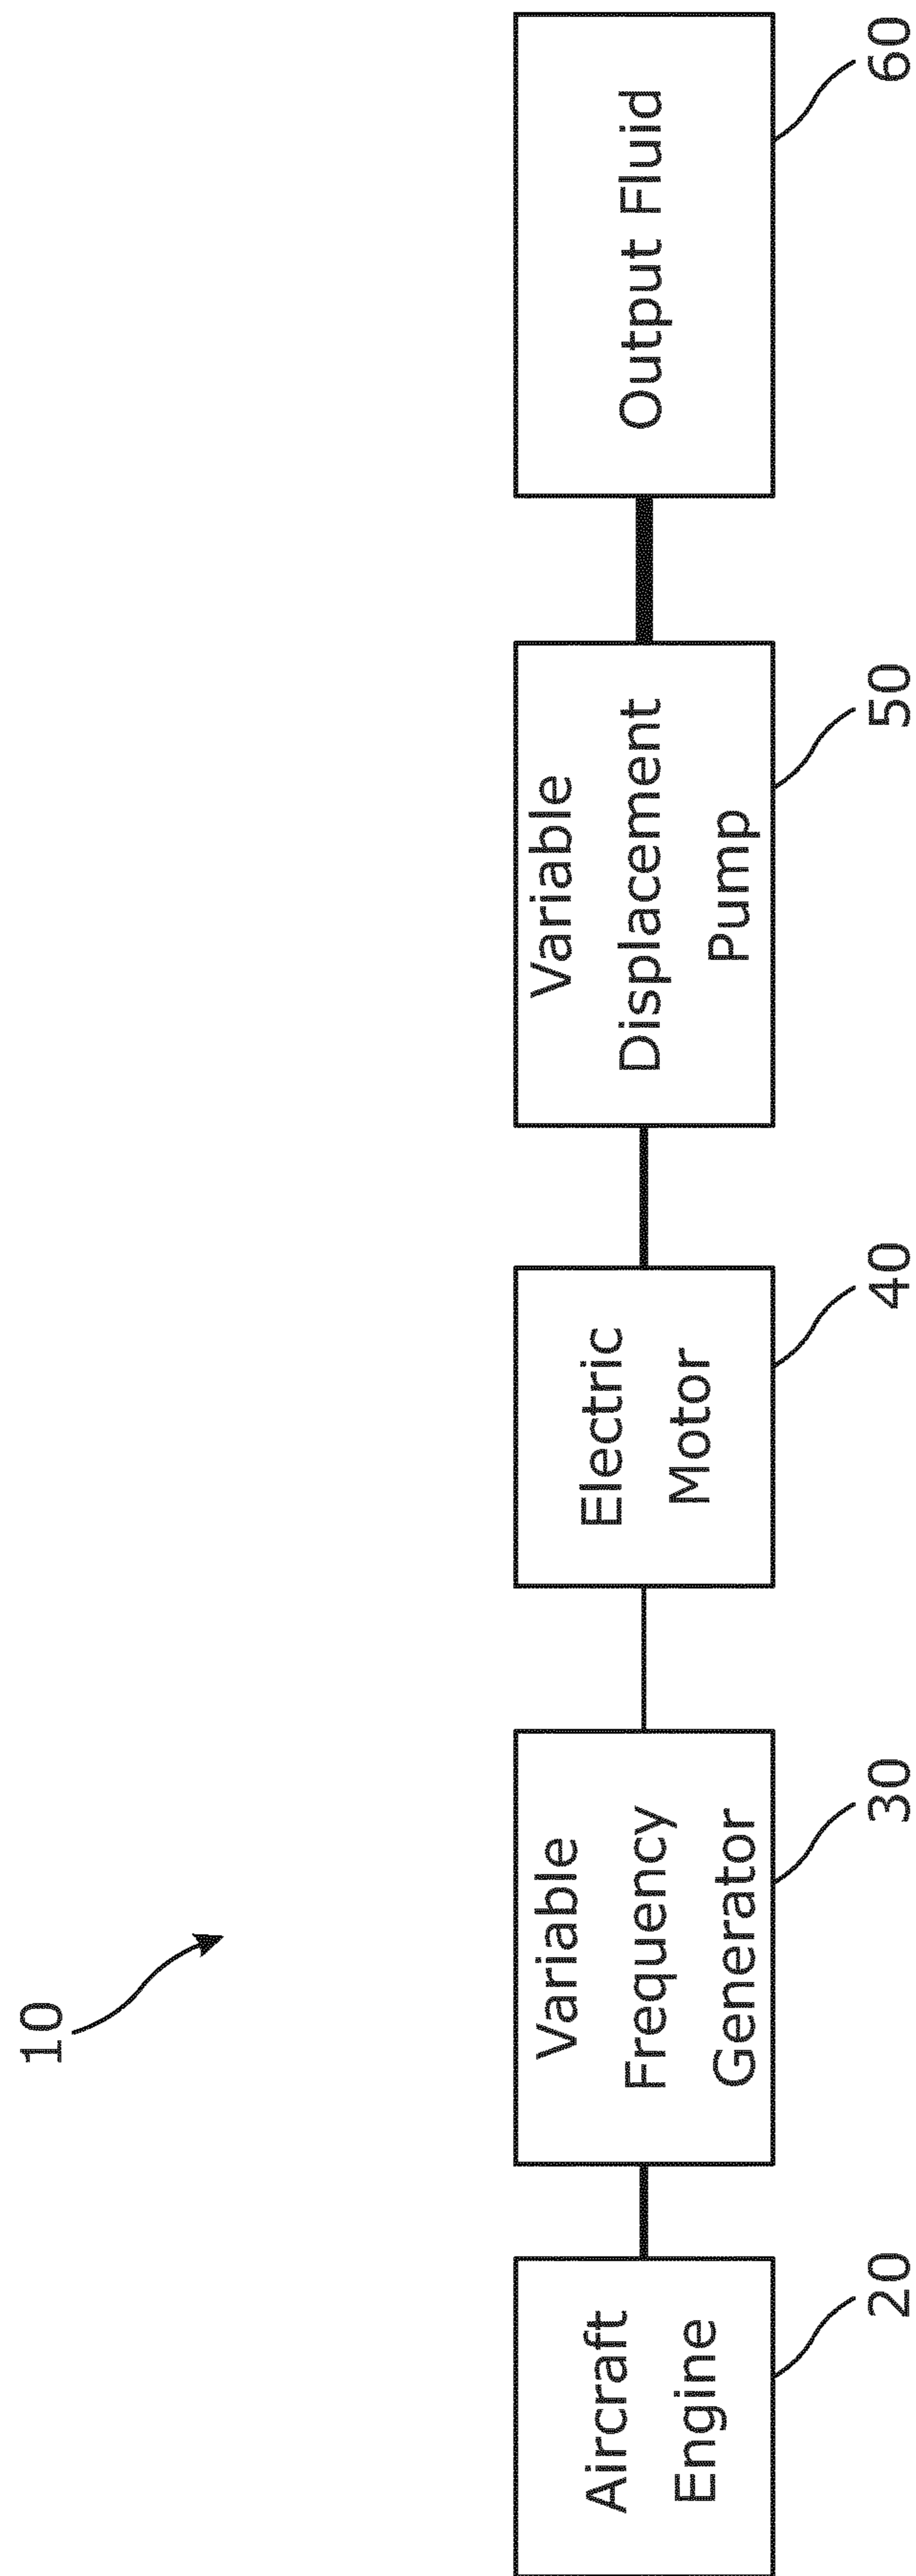 10
Aircraft
Engine
20
Variable
Frequency
Generator
30
Electric
Motor
40
Variable
Displacement
Pump
50
Output Fluid
60